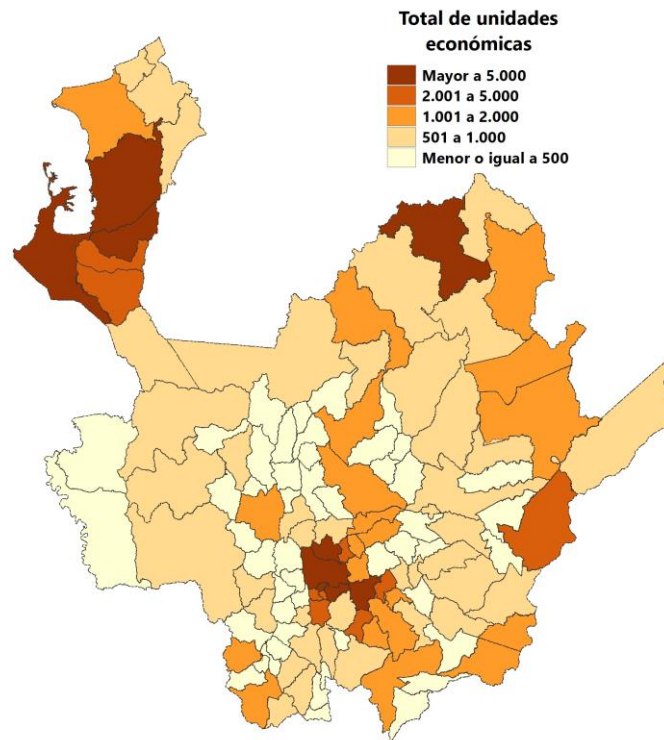 Total de unidades
económicas
Mayor a 5.000
2.001 a 5.000
1.001 a 2.000
501 a 1.000
Menor o igual a 500